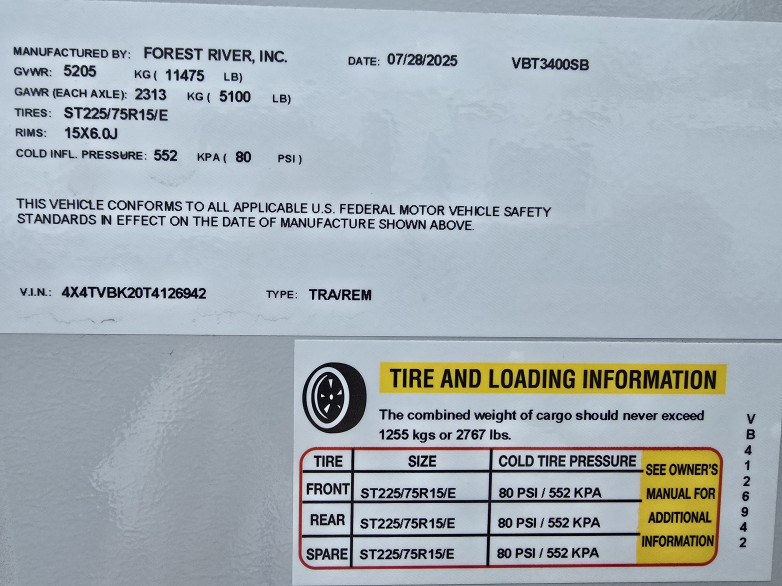 MANUFACTURED BY: FOREST RIVER, INC. DATE: 07/28/2025 VBT3400SB
GVWR: 5205 KG ( 11475 LB)
GAWR (EACH AXLE): 2313 KG ( 5100 LB)
TIRES: ST225/75R15/E
RIMS: 15X6.0J
COLD INFL. PRESSURE: 552 KPA ( 80 PSI )
THIS VEHICLE CONFORMS TO ALL APPLICABLE U.S. FEDERAL MOTOR VEHICLE SAFETY
STANDARDS IN EFFECT ON THE DATE OF MANUFACTURE SHOWN ABOVE.
V.I.N.: 4X4TVBK20T4126942 TYPE: TRA/REM
TIRE AND LOADING INFORMATION
The combined weight of cargo should never exceed
1255 kgs or 2767 lbs.
TIRE SIZE COLD TIRE PRESSURE
FRONT ST225/75R15/E 80 PSI / 552 KPA
REAR ST225/75R15/E 80 PSI / 552 KPA
SPARE ST225/75R15/E 80 PSI / 552 KPA
SEE OWNER'S
MANUAL FOR
ADDITIONAL
INFORMATION
VB4126942